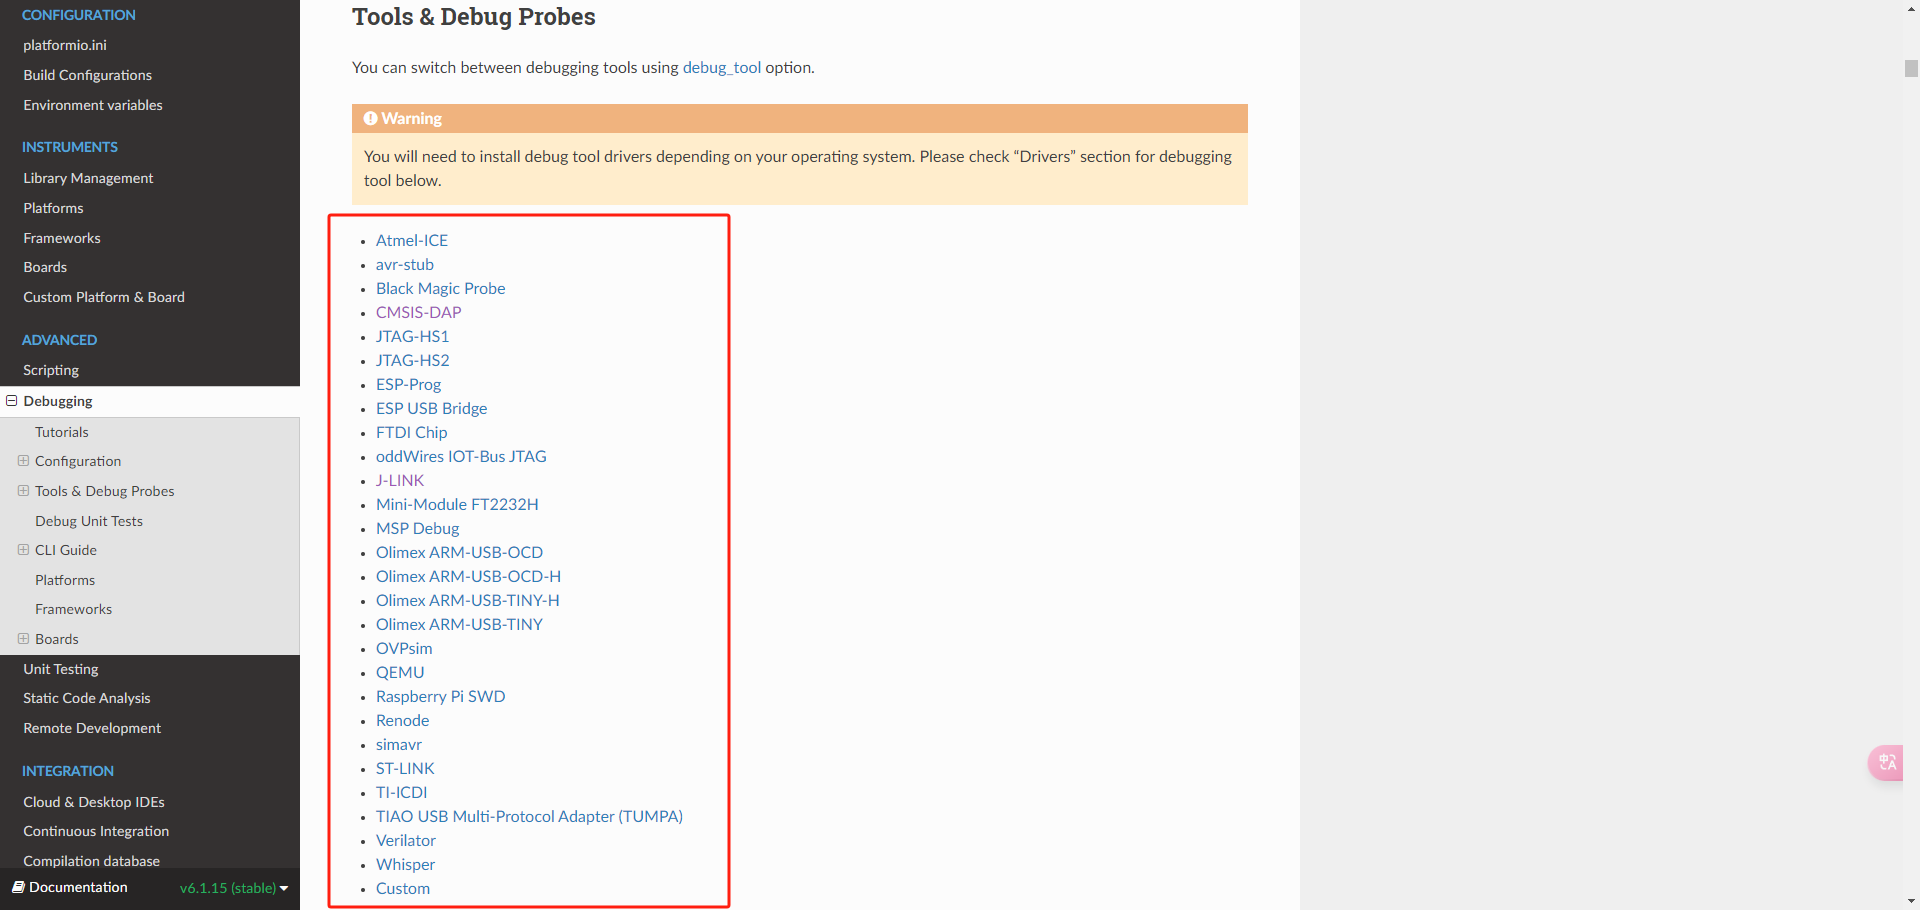 CONFIGURATION
platformio.ini
Build Configurations
Environment variables
INSTRUMENTS
Library Management
Platforms
Frameworks
Boards
Custom Platform & Board
ADVANCED
Scripting
Debugging
Tutorials
Configuration
Tools & Debug Probes
Debug Unit Tests
CLI Guide
Platforms
Frameworks
Boards
Unit Testing
Static Code Analysis
Remote Development
INTEGRATION
Cloud & Desktop IDEs
Continuous Integration
Compilation database
Documentation
v6.1.15 (stable)
Tools & Debug Probes
You can switch between debugging tools using debug_tool option.
Warning
You will need to install debug tool drivers depending on your operating system. Please check “Drivers” section for debugging
tool below.
Atmel-ICE
avr-stub
Black Magic Probe
CMSIS-DAP
JTAG-HS1
JTAG-HS2
ESP-Prog
ESP USB Bridge
FTDI Chip
oddWires IOT-Bus JTAG
J-LINK
Mini-Module FT2232H
MSP Debug
Olimex ARM-USB-OCD
Olimex ARM-USB-OCD-H
Olimex ARM-USB-TINY-H
Olimex ARM-USB-TINY
OVPsim
QEMU
Raspberry Pi SWD
Renode
simavr
ST-LINK
TI-ICDI
TIAO USB Multi-Protocol Adapter (TUMPA)
Verilator
Whisper
Custom
中A